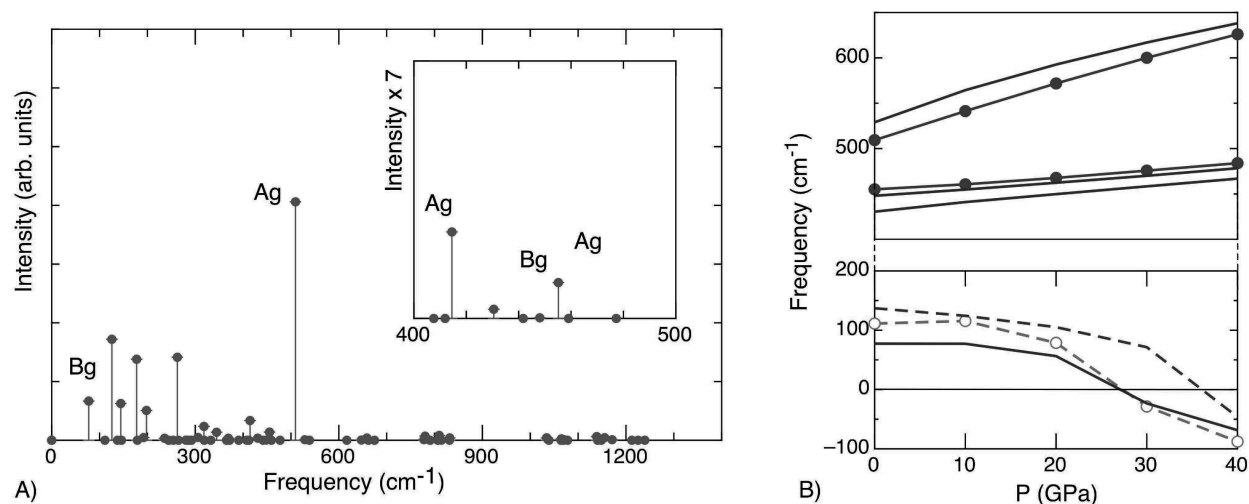 Intensity (arb. units)
Ag
Bg
Intensity x 7
Ag
Bg
Ag
400
500
0
300
600
900
1200
Frequency (cm-1)
A)
Frequency (cm-1)
600
500
200
100
0
−100
0
10
20
30
40
P (GPa)
B)